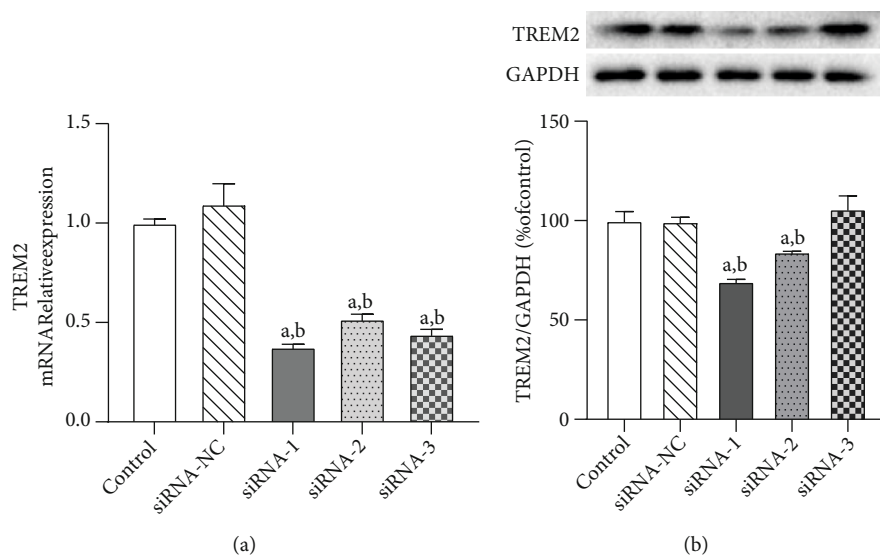 TREM2
GAPDH
TREM2
mRNARelativeexpression
1.5
1.0
0.5
0.0
a,b
a,b
a,b
Control
siRNA-NC
siRNA-1
siRNA-2
siRNA-3
(a)
TREM2/GAPDH (%ofcontrol)
150
100
50
0
a,b
a,b
Control
siRNA-NC
siRNA-1
siRNA-2
siRNA-3
(b)